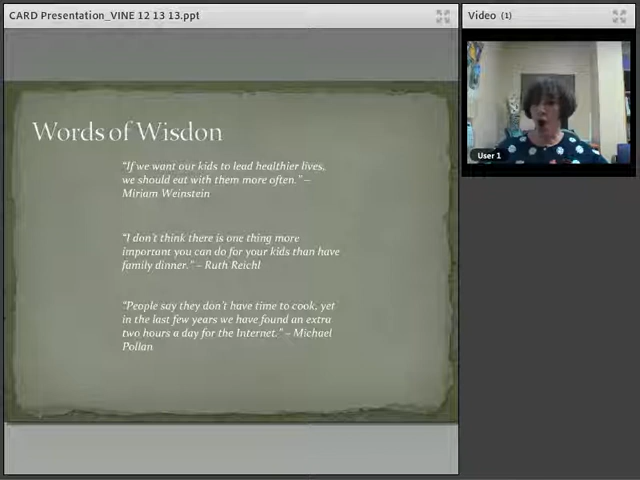 CARD Presentation_VINE 12 13 13.ppt
Video (1)
User 1
Words of Wisdon
“If we want our kids to lead healthier lives,
we should eat with them more often.” –
Miriam Weinstein
“I don’t think there is one thing more
important you can do for your kids than have
family dinner.” – Ruth Reichl
“People say they don’t have time to cook, yet
in the last few years we have found an extra
two hours a day for the Internet.” – Michael
Pollan